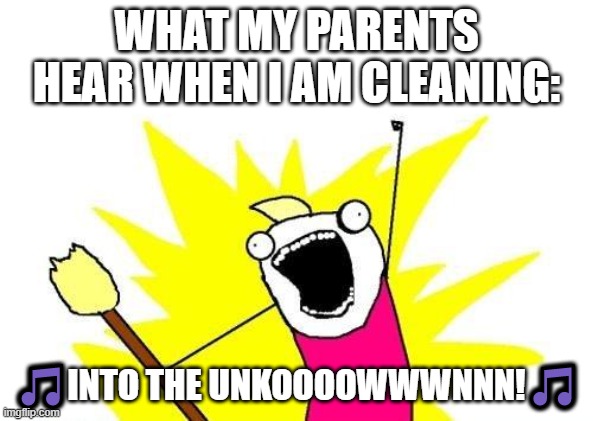 WHAT MY PARENTS
HEAR WHEN I AM CLEANING:
🎵INTO THE UNKOOOOWWWNNN!🎵
imgflip.com